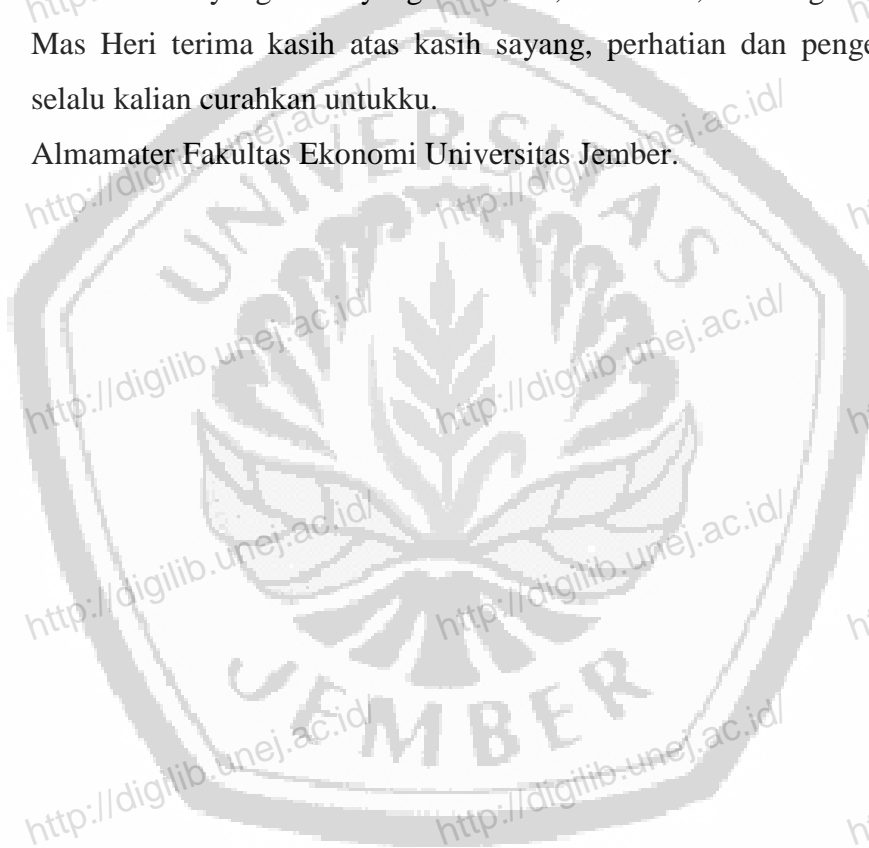 Mas Heri terima kasih atas kasih sayang, perhatian dan
selalu kalian curahkan untukku.
Almamater Fakultas Ekonomi Universitas Jember.
UNIVERSITAS
JEMBER
http://digilib.unej.ac.id/
http://digilib.unej.ac.id/
http://digilib.unej.ac.id/
http://digilib.unej.ac.id/
http://digilib.unej.ac.id/
http://digilib.unej.ac.id/
http://digilib.unej.ac.id/
http://digilib.unej.ac.id/